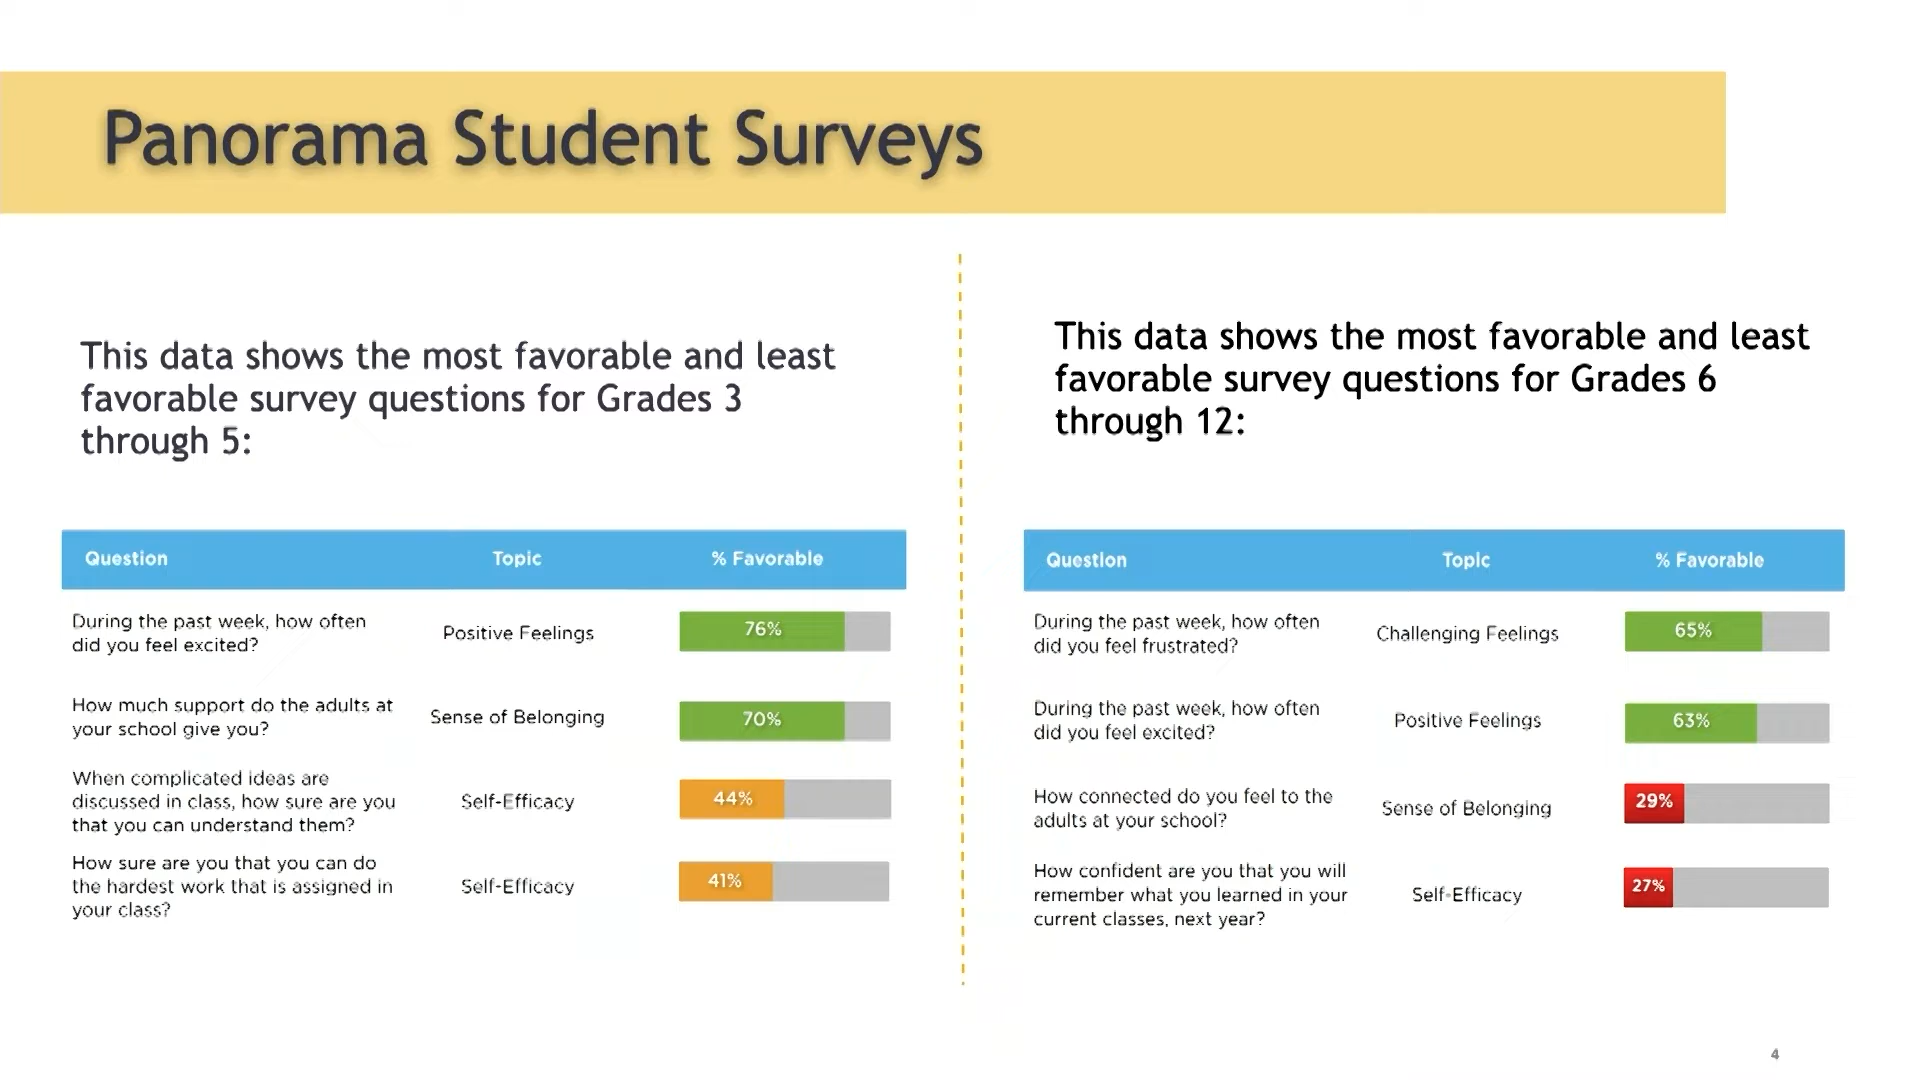 Panorama Student Surveys
This data shows the most favorable and least
favorable survey questions for Grades 3
through 5:
Question Topic % Favorable
During the past week, how often
did you feel excited?
Positive Feelings
76%
How much support do the adults at
your school give you?
Sense of Belonging
70%
When complicated ideas are
discussed in class, how sure are you
that you can understand them?
Self-Efficacy
44%
How sure are you that you can do
the hardest work that is assigned in
your class?
Self-Efficacy
41%
This data shows the most favorable and least
favorable survey questions for Grades 6
through 12:
Question Topic % Favorable
During the past week, how often
did you feel frustrated?
Challenging Feelings
65%
During the past week, how often
did you feel excited?
Positive Feelings
63%
How connected do you feel to the
adults at your school?
Sense of Belonging
29%
How confident are you that you will
remember what you learned in your
current classes, next year?
Self-Efficacy
27%
4